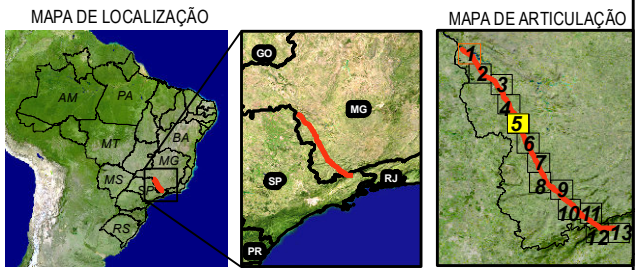 MAPA DE LOCALIZAÇÃO
MAPA DE ARTICULAÇÃO
AM
PA
MT
BA
MG
MS
SP
RS
GO
MG
SP
RJ
PR
1
2
3
4
5
6
7
8
9
10
11
12
13